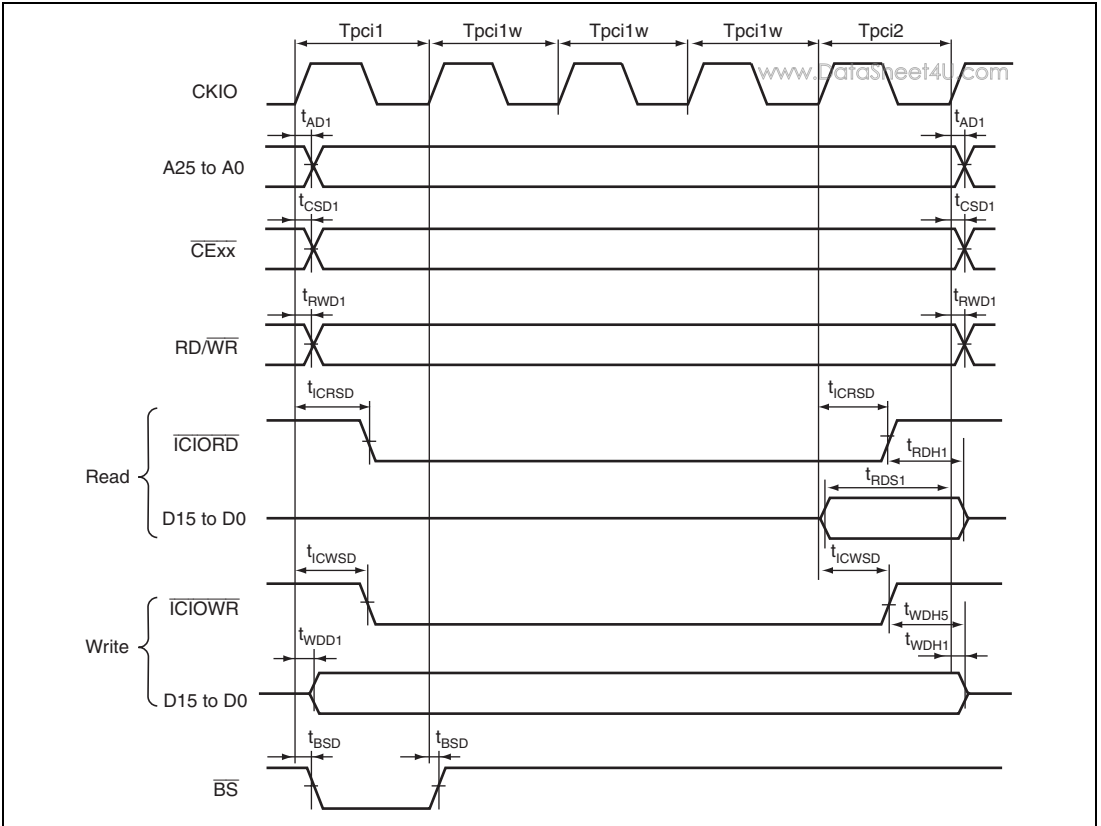 Tpci1 Tpci1w Tpci1w Tpci1w Tpci2
www.DataSheet4U.com
CKIO
tAD1 tAD1
A25 to A0
tCSD1 tCSD1
CExx
tRWD1 tRWD1
RD/WR
tICRSD tICRSD
ICIORD
tRDH1
Read
tRDS1
D15 to D0
tICWSD tICWSD
ICIOWR
tWDH5
Write
tWDD1 tWDH1
D15 to D0
tBSD tBSD
BS